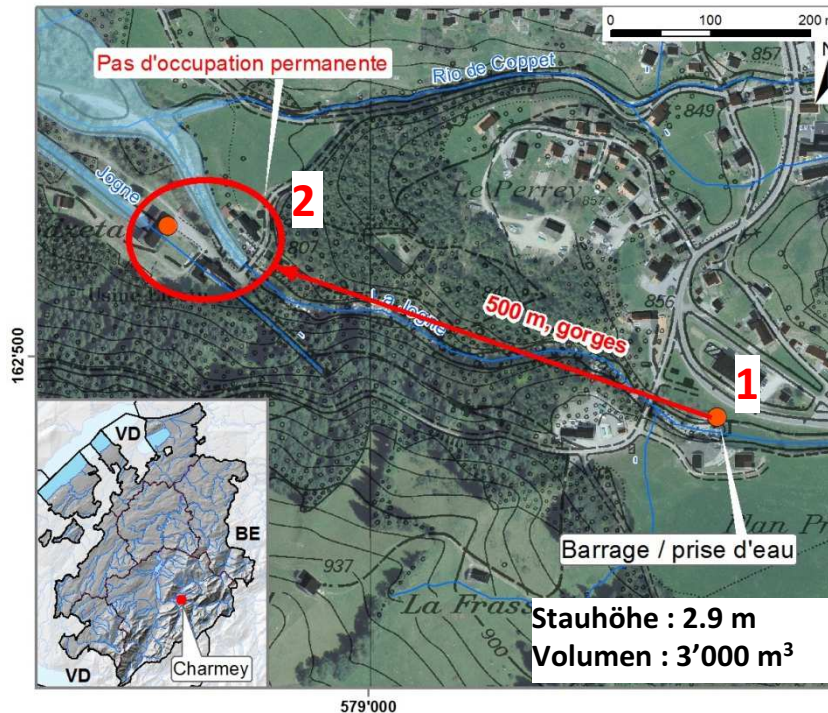 0 100 200 m
N
857
Pas d'occupation permanente
Rio de Coppet
849
Jogne
2
Le Perrey
857
807
La Jogne
856
500 m, gorges
1
162'500
Barrage / prise d'eau
VD
BE
937
La Frass
900
Stauhöhe : 2.9 m
Volumen : 3’000 m³
Charmey
VD
579'000